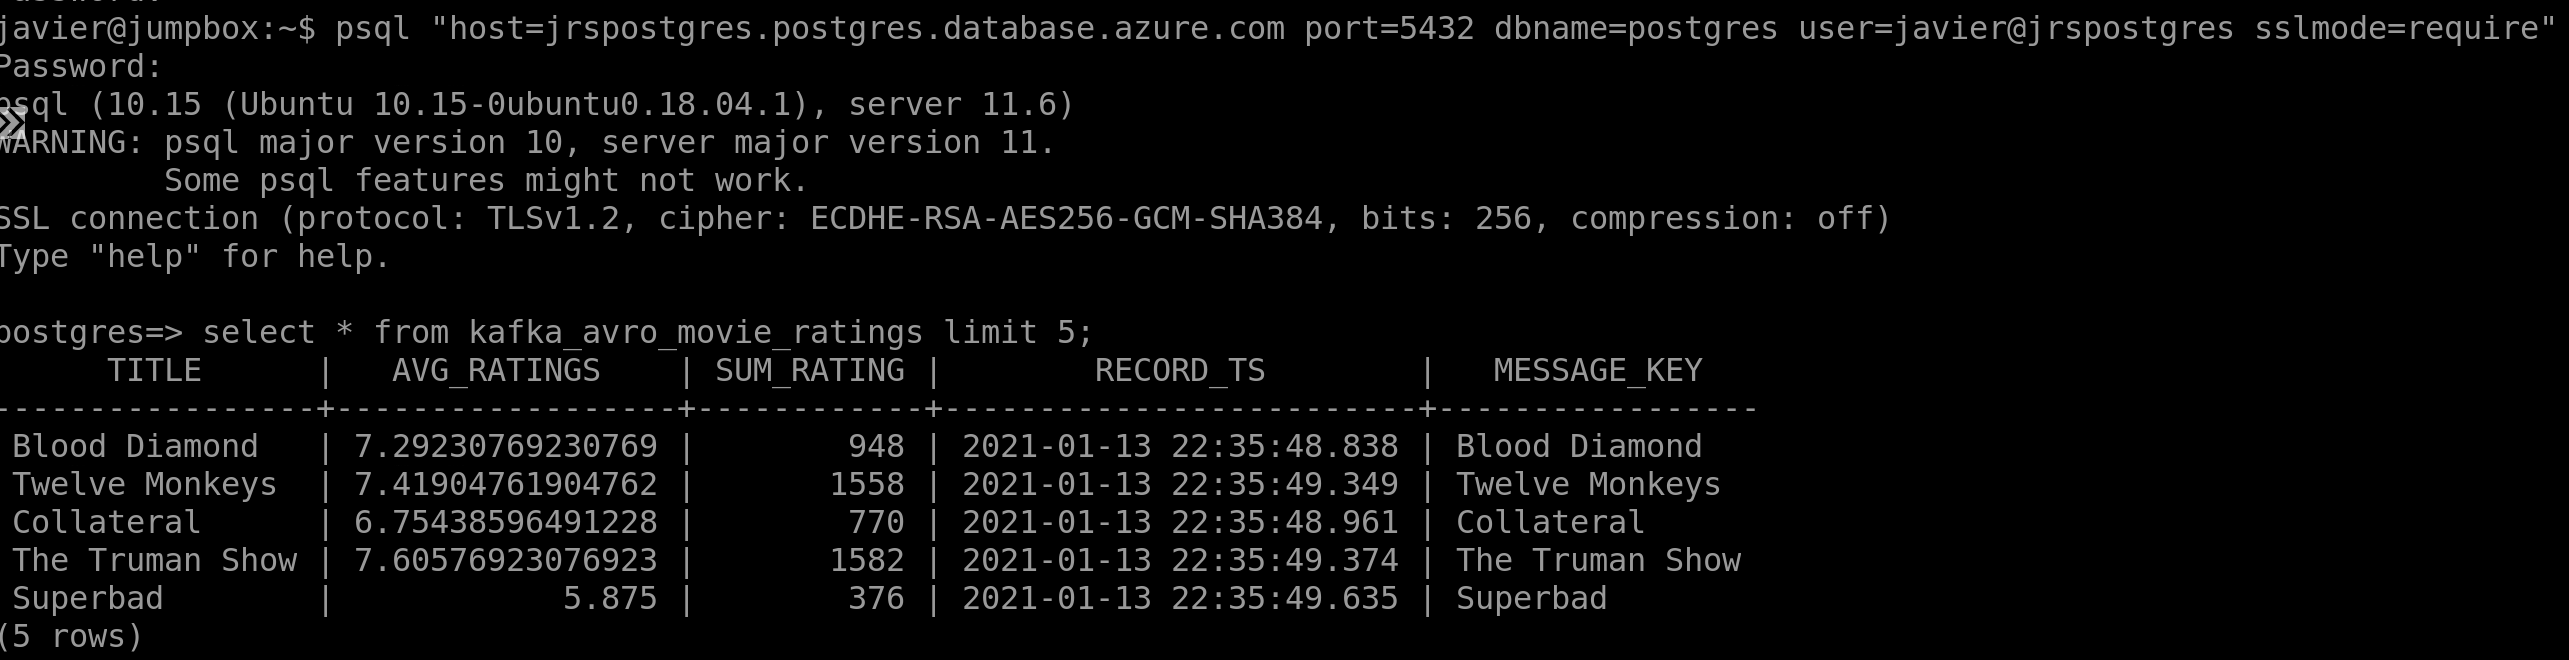 javier@jumpbox:~$ psql "host=jrspostgres.postgres.database.azure.com port=5432 dbname=postgres user=javier@jrspostgres sslmode=require"
Password:
psql (10.15 (Ubuntu 10.15-0ubuntu0.18.04.1), server 11.6)
WARNING: psql major version 10, server major version 11.
         Some psql features might not work.
SSL connection (protocol: TLSv1.2, cipher: ECDHE-RSA-AES256-GCM-SHA384, bits: 256, compression: off)
Type "help" for help.

postgres=> select * from kafka_avro_movie_ratings limit 5;
      TITLE      |   AVG_RATINGS    | SUM_RATING |        RECORD_TS        |   MESSAGE_KEY
-----------------+------------------+------------+-------------------------+-----------------
 Blood Diamond   | 7.29230769230769 |        948 | 2021-01-13 22:35:48.838 | Blood Diamond
 Twelve Monkeys  | 7.41904761904762 |       1558 | 2021-01-13 22:35:49.349 | Twelve Monkeys
 Collateral      | 6.75438596491228 |        770 | 2021-01-13 22:35:48.961 | Collateral
 The Truman Show | 7.60576923076923 |       1582 | 2021-01-13 22:35:49.374 | The Truman Show
 Superbad        |            5.875 |        376 | 2021-01-13 22:35:49.635 | Superbad
(5 rows)